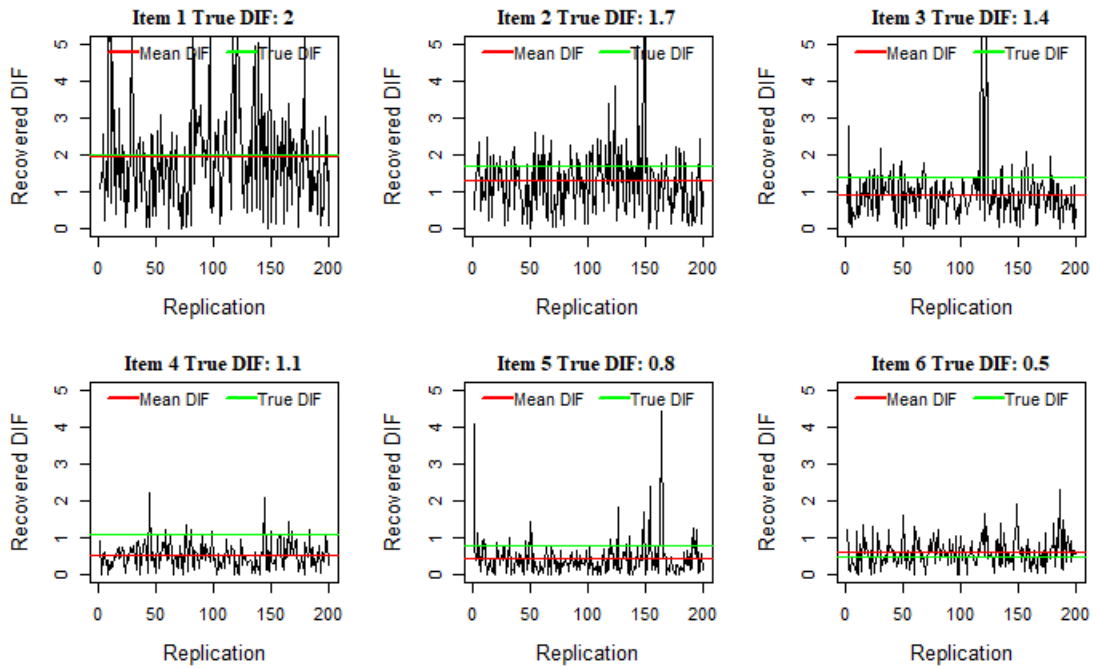 Item 1 True DIF: 2
Mean DIF True DIF
5
4
3
2
1
0
Recovered DIF
0 50 100 150 200
Replication
Item 2 True DIF: 1.7
Mean DIF True DIF
5
4
3
2
1
0
Recovered DIF
0 50 100 150 200
Replication
Item 3 True DIF: 1.4
Mean DIF True DIF
5
4
3
2
1
0
Recovered DIF
0 50 100 150 200
Replication
Item 4 True DIF: 1.1
Mean DIF True DIF
5
4
3
2
1
0
Recovered DIF
0 50 100 150 200
Replication
Item 5 True DIF: 0.8
Mean DIF True DIF
5
4
3
2
1
0
Recovered DIF
0 50 100 150 200
Replication
Item 6 True DIF: 0.5
Mean DIF True DIF
5
4
3
2
1
0
Recovered DIF
0 50 100 150 200
Replication